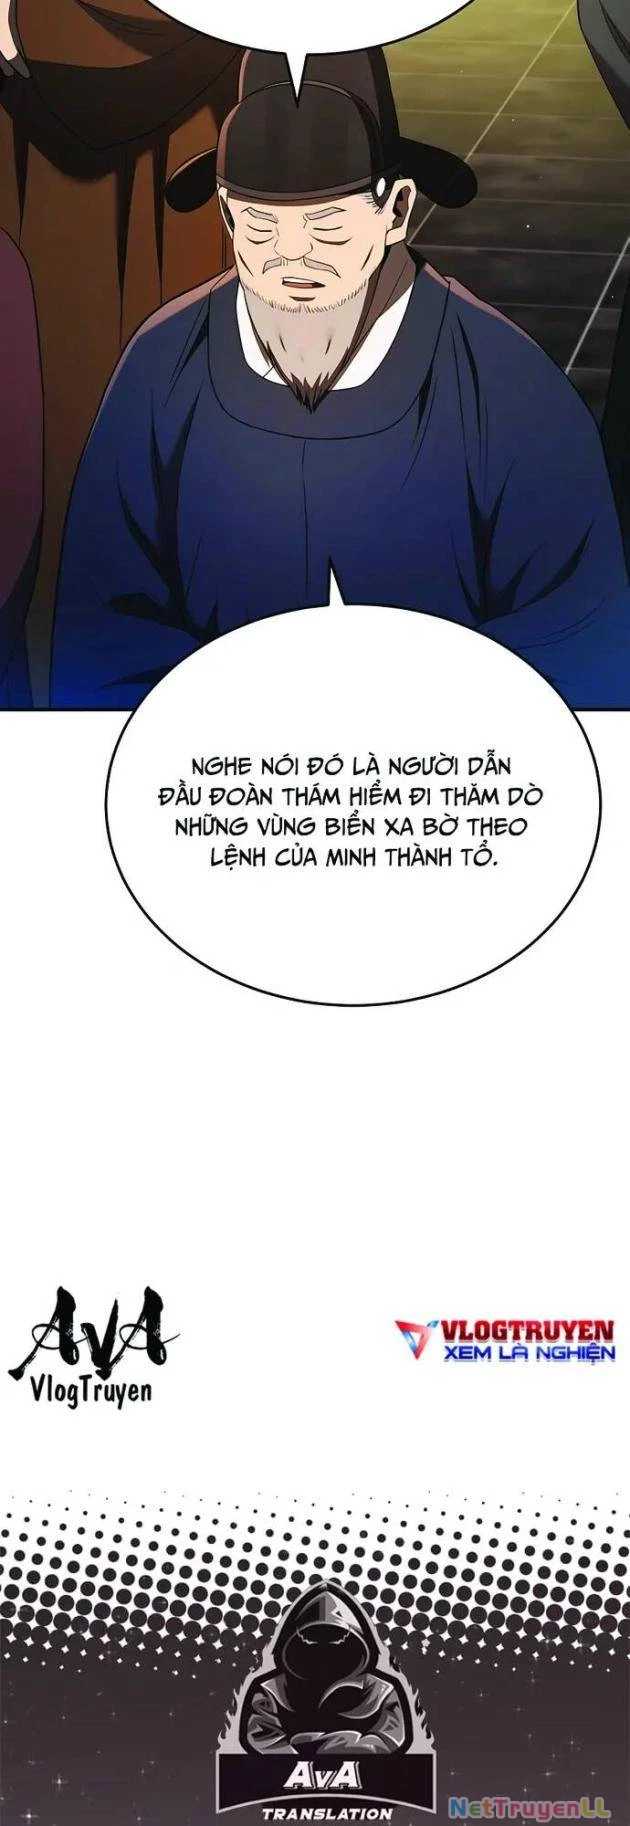 NGHE NÓI ĐÓ LÀ NGƯỜI DẪN
ĐẦU ĐOÀN THÁM HIỂM ĐI THĂM DÒ
NHỮNG VÙNG BIỂN XA BỜ THEO
LỆNH CỦA MINH THÀNH TỔ.
AVA
VlogTruyen
VLOGTRUYEN
XEM LÀ NGHIỆN
AVA
TRANSLATION
NetTruyenLL